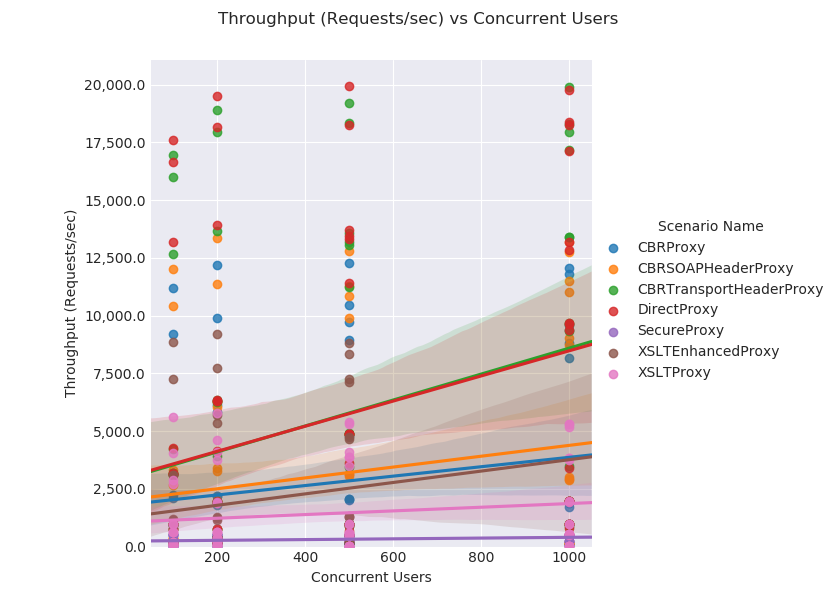 Throughput (Requests/sec) vs Concurrent Users
20,000.0
17,500.0
15,000.0
12,500.0
10,000.0
7,500.0
5,000.0
2,500.0
0.0
Throughput (Requests/sec)
200
400
600
800
1000
Concurrent Users
Scenario Name
CBRProxy
CBRSOAPHeaderProxy
CBRTransportHeaderProxy
DirectProxy
SecureProxy
XSLTEnhancedProxy
XSLTProxy